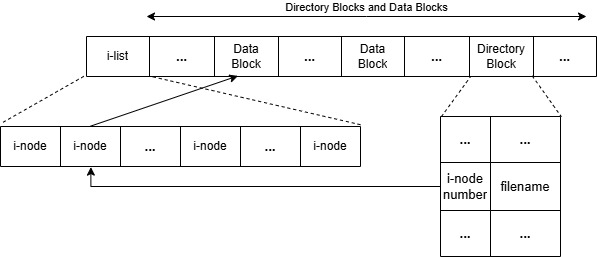 Directory Blocks and Data Blocks
i-list
...
Data
Block
...
Data
Block
...
Directory
Block
...
i-node
i-node
...
i-node
...
i-node
...
...
i-node
number
filename
...
...